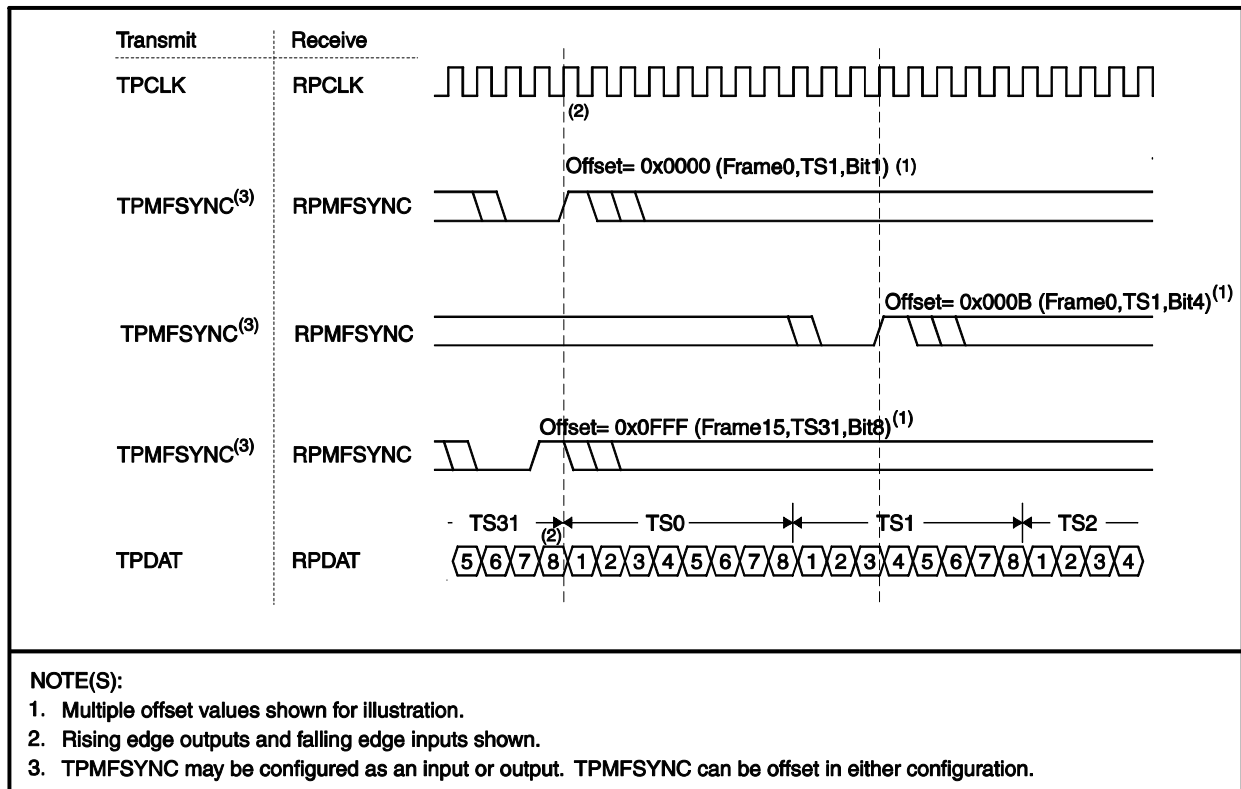 Transmit Receive
TPCLK RPCLK
(2)
Offset= 0x0000 (Frame0,TS1,Bit1) (1)
TPMFSYNC(3) RPMFSYNC
Offset= 0x000B (Frame0,TS1,Bit4)(1)
TPMFSYNC(3) RPMFSYNC
Offset= 0x0FFF (Frame15,TS31,Bit8)(1)
TPMFSYNC(3) RPMFSYNC
TS31 TS0 TS1 TS2
(2)
TPDAT RPDAT 5 6 7 8 1 2 3 4 5 6 7 8 1 2 3 4 5 6 7 8 1 2 3 4
NOTE(S):
1. Multiple offset values shown for illustration.
2. Rising edge outputs and falling edge inputs shown.
3. TPMFSYNC may be configured as an input or output. TPMFSYNC can be offset in either configuration.